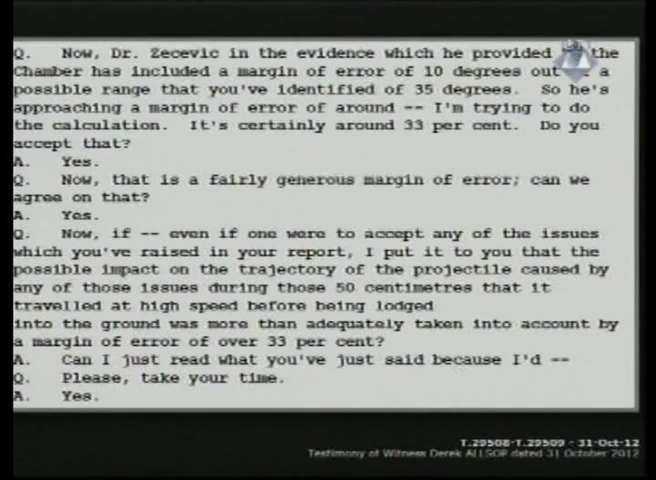 Q. Now, Dr. Zecevic in the evidence which he provided the
Chamber has included a margin of error of 10 degrees out a
possible range that you've identified of 35 degrees. So he's
approaching a margin of error of around -- I'm trying to do
the calculation. It's certainly around 33 per cent. Do you
accept that?
A. Yes.
Q. Now, that is a fairly generous margin of error; can we
agree on that?
A. Yes.
Q. Now, if -- even if one were to accept any of the issues
which you've raised in your report, I put it to you that the
possible impact on the trajectory of the projectile caused by
any of those issues during those 50 centimetres that it
travelled at high speed before being lodged
into the ground was more than adequately taken into account by
a margin of error of over 33 per cent?
A. Can I just read what you've just said because I'd --
Q. Please, take your time.
A. Yes.
T.29508-T.29509 - 31-Oct-12
Testimony of Witness Derek ALLSOP dated 31 October 2012